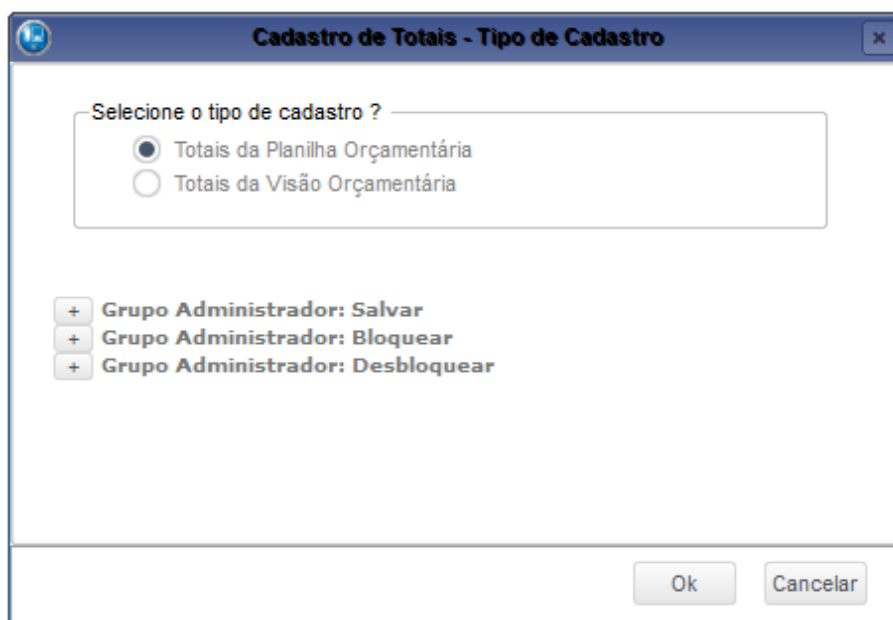 Cadastro de Totais - Tipo de Cadastro
×
Selecione o tipo de cadastro ?
Totais da Planilha Orçamentária
Totais da Visão Orçamentária
+ Grupo Administrador: Salvar
+ Grupo Administrador: Bloquear
+ Grupo Administrador: Desbloquear
Ok Cancelar